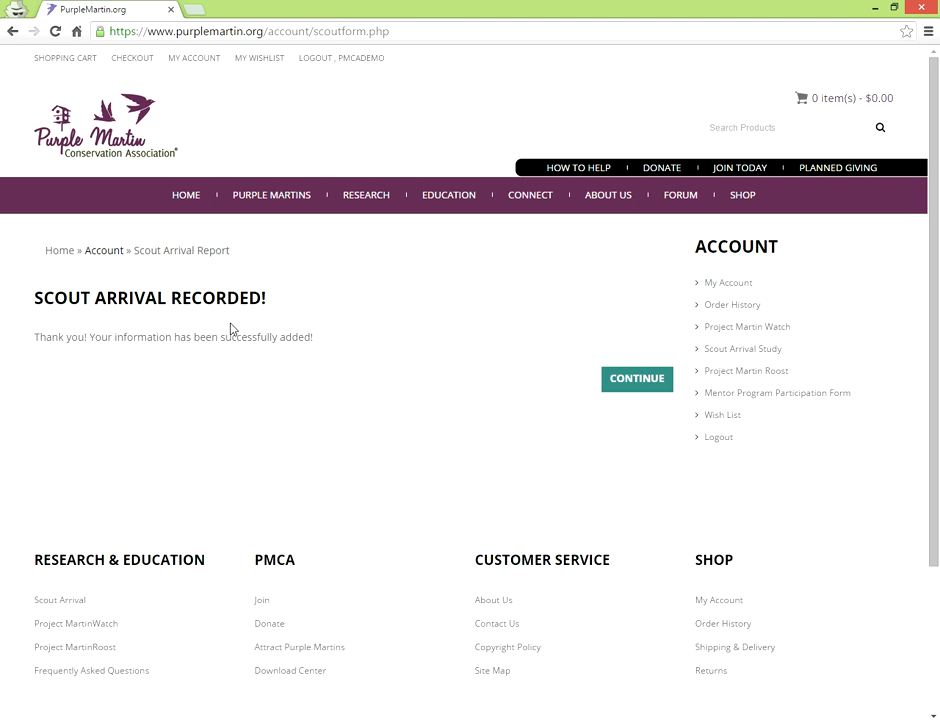 PurpleMartin.org
https://www.purplemartin.org/account/scoutform.php
SHOPPING CART CHECKOUT MY ACCOUNT MY WISHLIST LOGOUT , PMCADEMO
0 item(s) - $0.00
Purple Martin
Conservation Association®
Search Products
HOW TO HELP DONATE JOIN TODAY PLANNED GIVING
HOME PURPLE MARTINS RESEARCH EDUCATION CONNECT ABOUT US FORUM SHOP
Home » Account » Scout Arrival Report
SCOUT ARRIVAL RECORDED!
Thank you! Your information has been successfully added!
CONTINUE
ACCOUNT
› My Account
› Order History
› Project Martin Watch
› Scout Arrival Study
› Project Martin Roost
› Mentor Program Participation Form
› Wish List
› Logout
RESEARCH & EDUCATION
Scout Arrival
Project MartinWatch
Project MartinRoost
Frequently Asked Questions
PMCA
Join
Donate
Attract Purple Martins
Download Center
CUSTOMER SERVICE
About Us
Contact Us
Copyright Policy
Site Map
SHOP
My Account
Order History
Shipping & Delivery
Returns